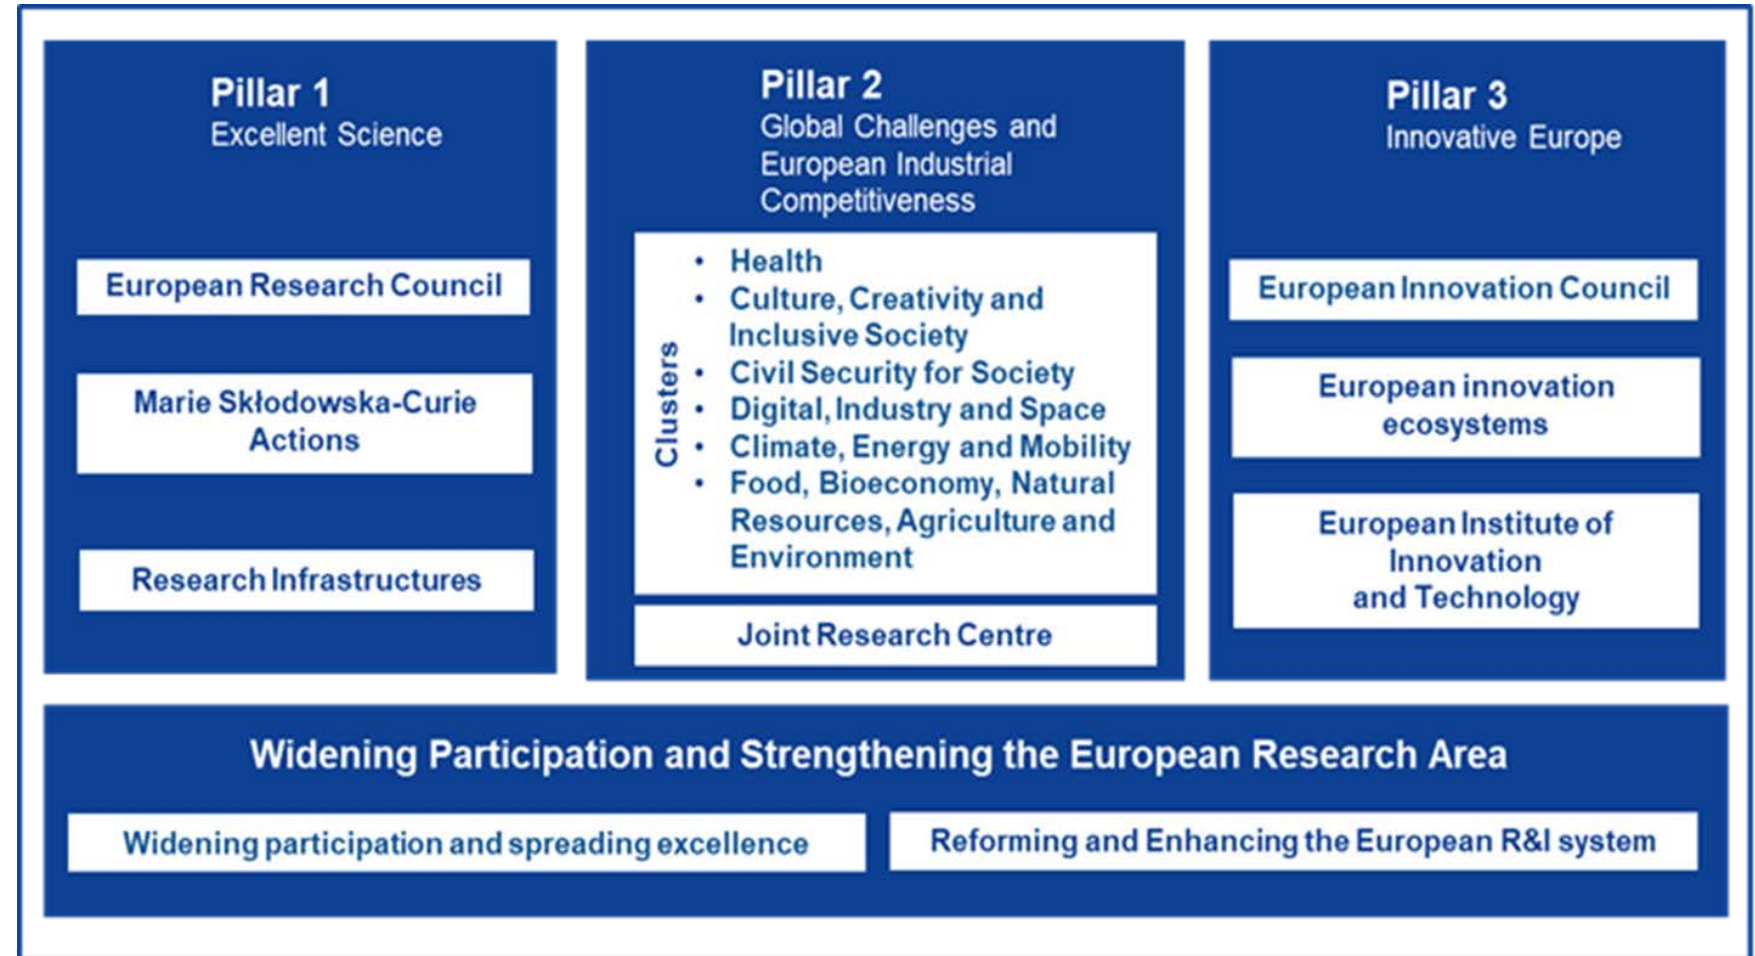 Pillar 1
Excellent Science
European Research Council
Marie Skłodowska-Curie
Actions
Research Infrastructures
Pillar 2
Global Challenges and
European Industrial
Competitiveness
Clusters
• Health
• Culture, Creativity and
Inclusive Society
• Civil Security for Society
• Digital, Industry and Space
• Climate, Energy and Mobility
• Food, Bioeconomy, Natural
Resources, Agriculture and
Environment
Joint Research Centre
Pillar 3
Innovative Europe
European Innovation Council
European innovation
ecosystems
European Institute of
Innovation
and Technology
Widening Participation and Strengthening the European Research Area
Widening participation and spreading excellence
Reforming and Enhancing the European R&I system